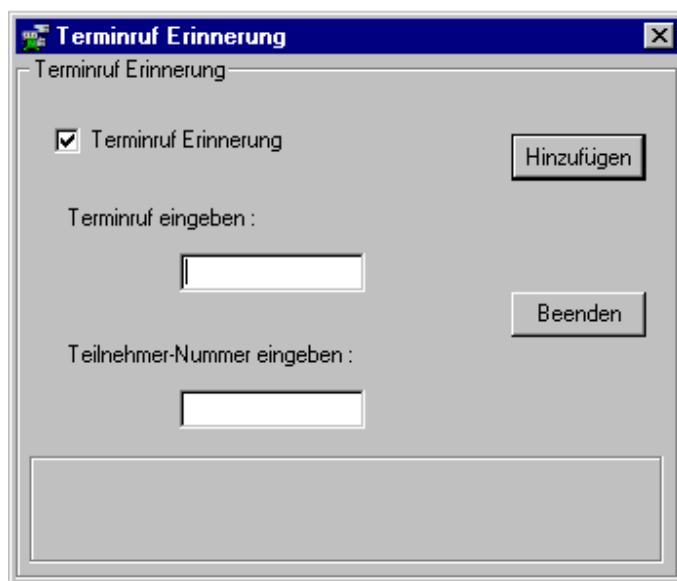 Terminruf Erinnerung
Terminruf Erinnerung
Terminruf Erinnerung
Hinzufügen
Terminruf eingeben :
Beenden
Teilnehmer-Nummer eingeben :